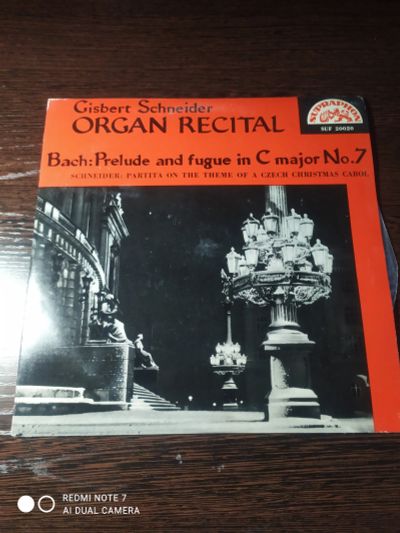 Gisbert Schneider
ORGAN RECITAL
SUPRAPHON
SUF 20020
Bach: Prelude and fugue in C major No. 7
SCHNEIDER: PARTITA ON THE THEME OF A CZECH CHRISTMAS CAROL
REDMI NOTE 7
AI DUAL CAMERA